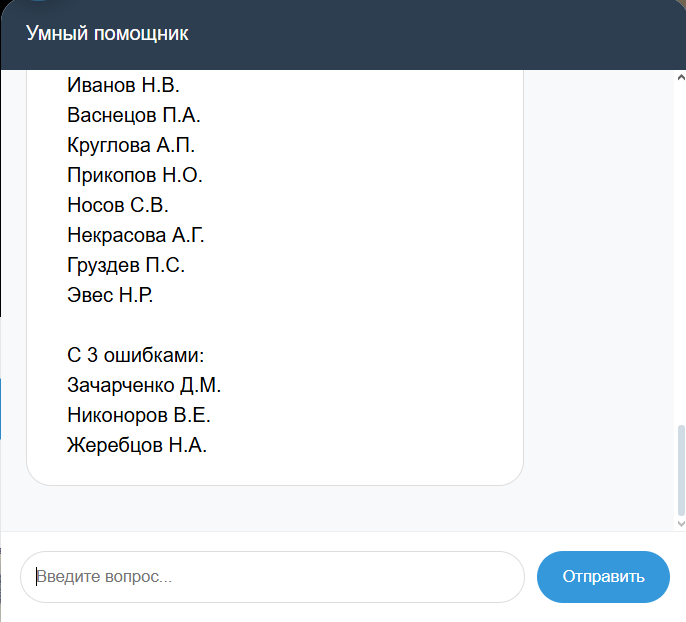 Умный помощник
Иванов Н.В.
Васнецов П.А.
Круглова А.П.
Прикопов Н.О.
Носов С.В.
Некрасова А.Г.
Груздев П.С.
Эвес Н.Р.
С 3 ошибками:
Зачарченко Д.М.
Никоноров В.Е.
Жеребцов Н.А.
Введите вопрос...
Отправить